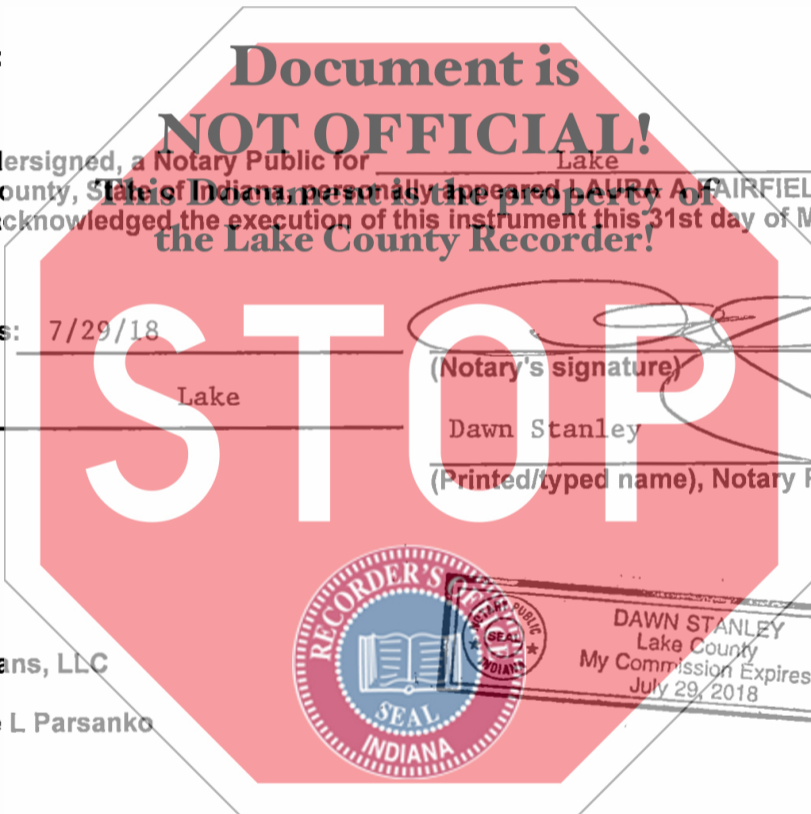 Document is
NOT OFFICIAL!
This Document is the property of
the Lake County Recorder!
ersigned, a Notary Public for Lake
ounty, State of Indiana, personally appeared LAURA A FAIRFIEL
cknowledged the execution of this instrument this 31st day of M
s: 7/29/18
(Notary's signature)
Lake
Dawn Stanley
(Printed/typed name), Notary P
STOP
RECORDER'S OFFICE
SEAL
INDIANA
NOTARY PUBLIC
SEAL
INDIANA
DAWN STANLEY
Lake County
My Commission Expires
July 29, 2018
ans, LLC
L Parsanko